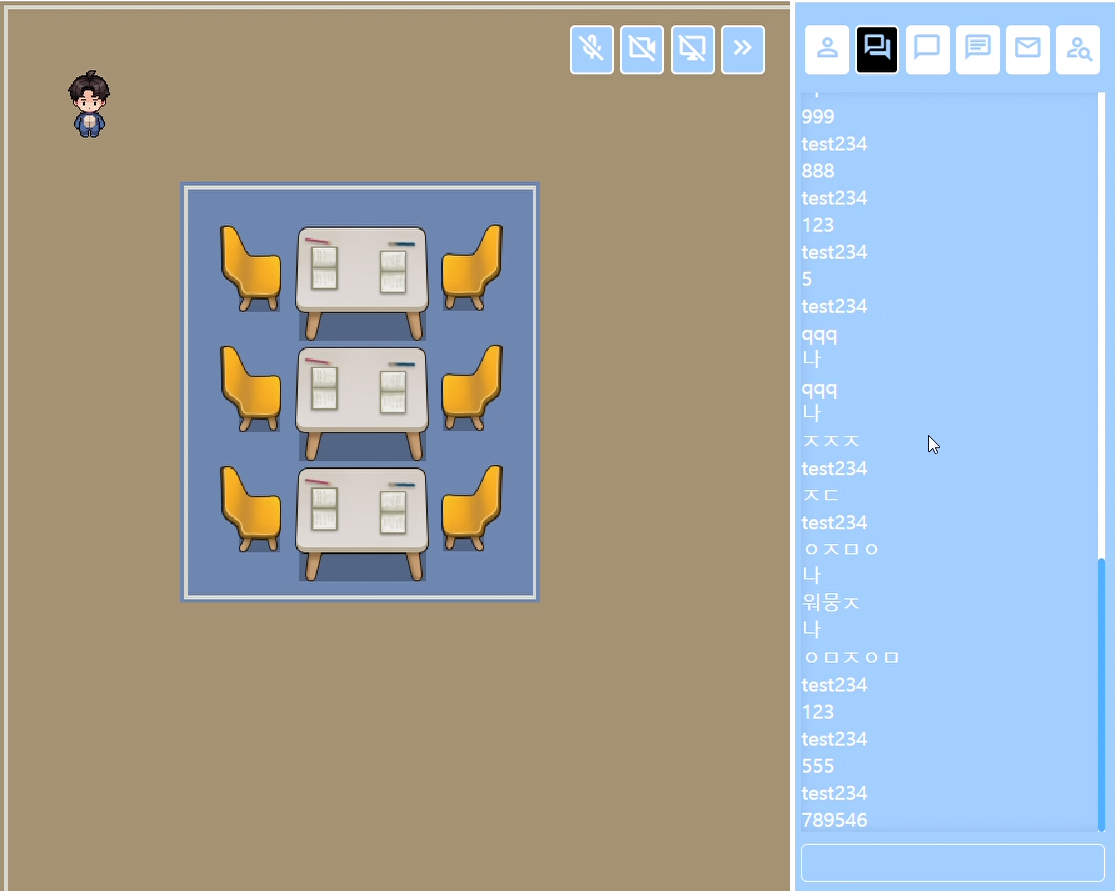 999
test234
888
test234
123
test234
5
test234
qqq
나
qqq
나
ㅈㅈㅈ
test234
ㅈㄷ
test234
ㅇㅈㅁㅇ
나
워뭉ㅈ
나
ㅇㅁㅈㅇㅁ
test234
123
test234
555
test234
789546